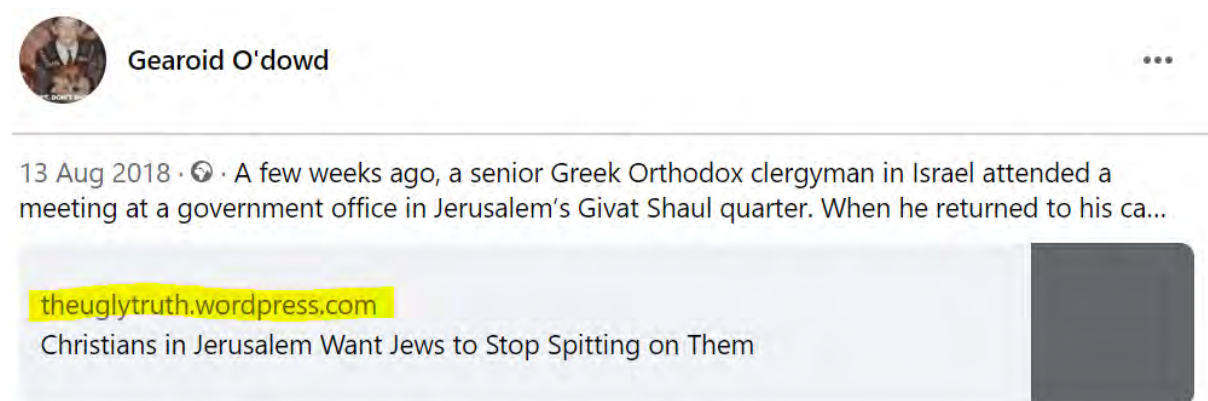 Gearoid O'dowd
13 Aug 2018 · · A few weeks ago, a senior Greek Orthodox clergyman in Israel attended a
meeting at a government office in Jerusalem's Givat Shaul quarter. When he returned to his ca...
theuglytruth.wordpress.com
Christians in Jerusalem Want Jews to Stop Spitting on Them